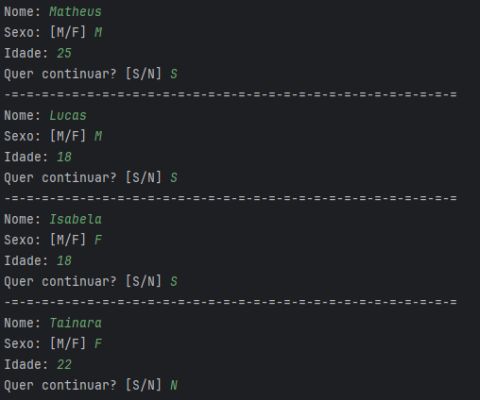 Nome: Matheus
Sexo: [M/F] M
Idade: 25
Quer continuar? [S/N] S
-=-=-=-=-=-=-=-=-=-=-=-=-=-=-=-=-=-=-=-=-=-=-=-=-=-=-=-=-=-=
Nome: Lucas
Sexo: [M/F] M
Idade: 18
Quer continuar? [S/N] S
-=-=-=-=-=-=-=-=-=-=-=-=-=-=-=-=-=-=-=-=-=-=-=-=-=-=-=-=-=-=
Nome: Isabela
Sexo: [M/F] F
Idade: 18
Quer continuar? [S/N] S
-=-=-=-=-=-=-=-=-=-=-=-=-=-=-=-=-=-=-=-=-=-=-=-=-=-=-=-=-=-=
Nome: Tainara
Sexo: [M/F] F
Idade: 22
Quer continuar? [S/N] N